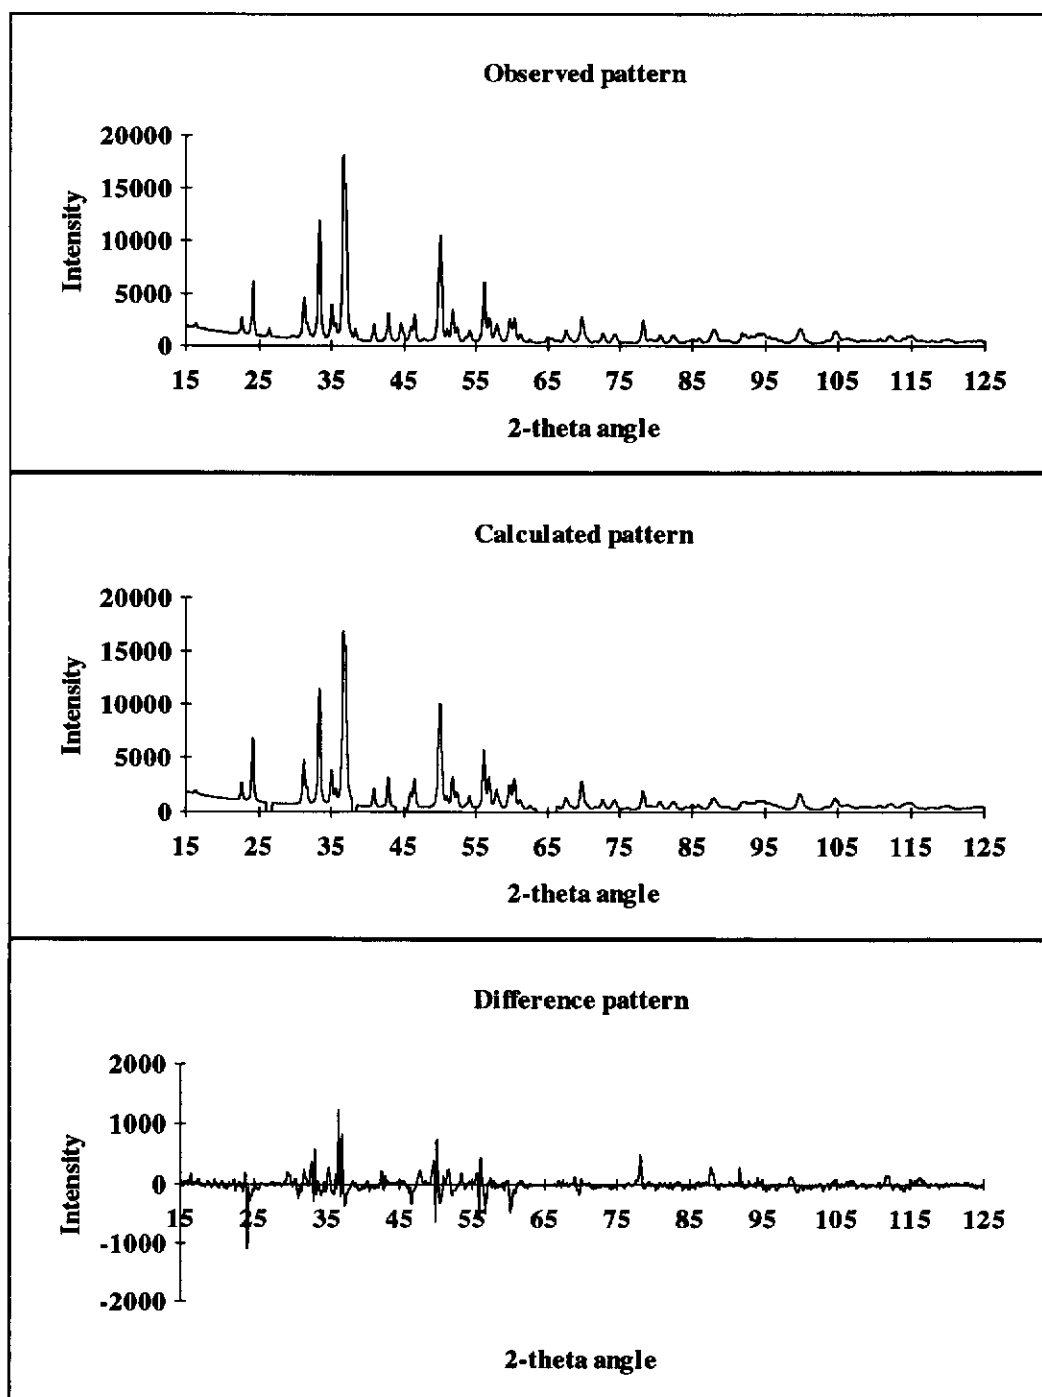 Observed pattern
20000
15000
10000
5000
0
Intensity
15 25 35 45 55 65 75 85 95 105 115 125
2-theta angle
Calculated pattern
20000
15000
10000
5000
0
Intensity
15 25 35 45 55 65 75 85 95 105 115 125
2-theta angle
Difference pattern
2000
1000
0
-1000
-2000
Intensity
15 25 35 45 55 65 75 85 95 105 115 125
2-theta angle